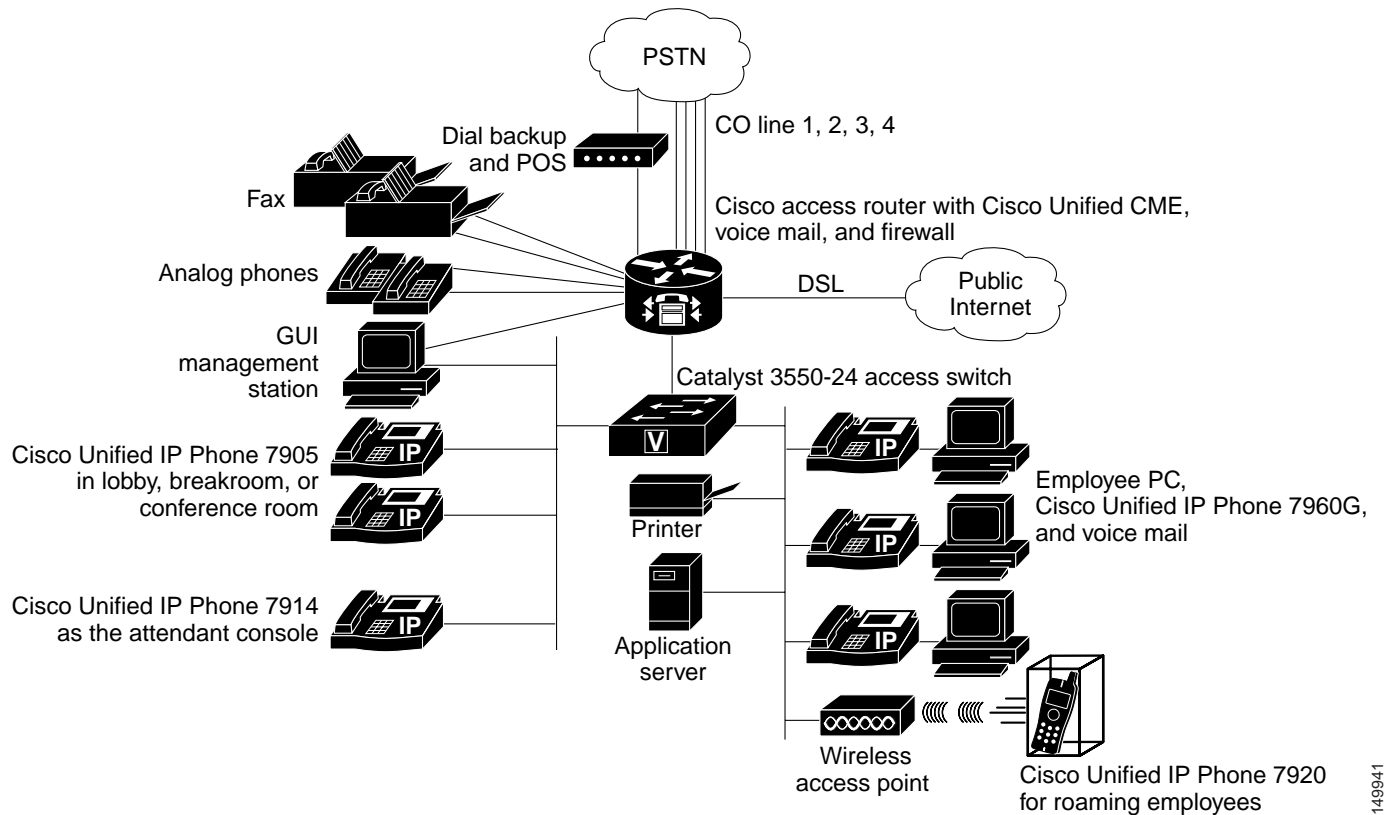 PSTN
CO line 1, 2, 3, 4
Dial backup
and POS
Fax
Cisco access router with Cisco Unified CME,
voice mail, and firewall
Analog phones
DSL
Public
Internet
GUI
management
station
Catalyst 3550-24 access switch
V
Cisco Unified IP Phone 7905
in lobby, breakroom, or
conference room
IP
IP
Printer
IP
IP
IP
Employee PC,
Cisco Unified IP Phone 7960G,
and voice mail
Cisco Unified IP Phone 7914
as the attendant console
IP
Application
server
Wireless
access point
Cisco Unified IP Phone 7920
for roaming employees
149941